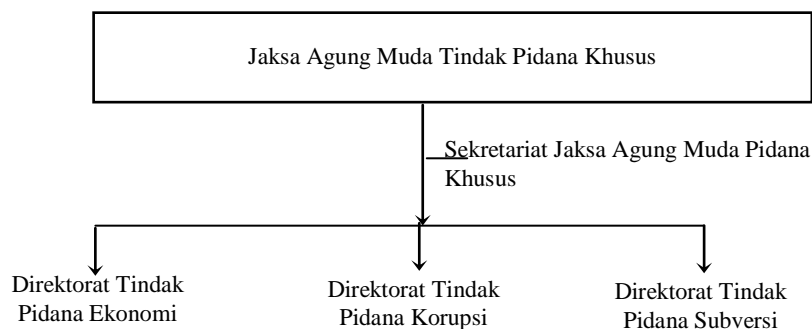 Jaksa Agung Muda Tindak Pidana Khusus
Sekretariat Jaksa Agung Muda Pidana
Khusus
Direktorat Tindak
Pidana Ekonomi
Direktorat Tindak
Pidana Korupsi
Direktorat Tindak
Pidana Subversi